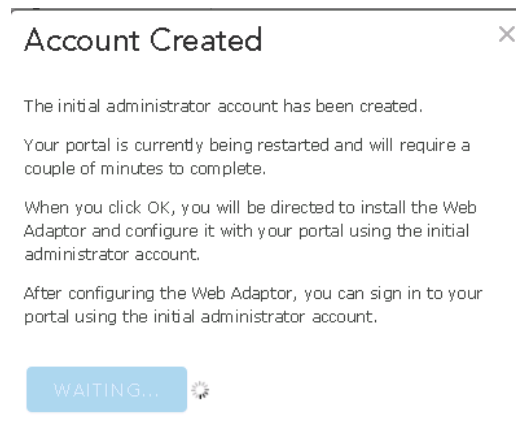 Account Created
The initial administrator account has been created.
Your portal is currently being restarted and will require a
couple of minutes to complete.
When you click OK, you will be directed to install the Web
Adaptor and configure it with your portal using the initial
administrator account.
After configuring the Web Adaptor, you can sign in to your
portal using the initial administrator account.
WAITING...